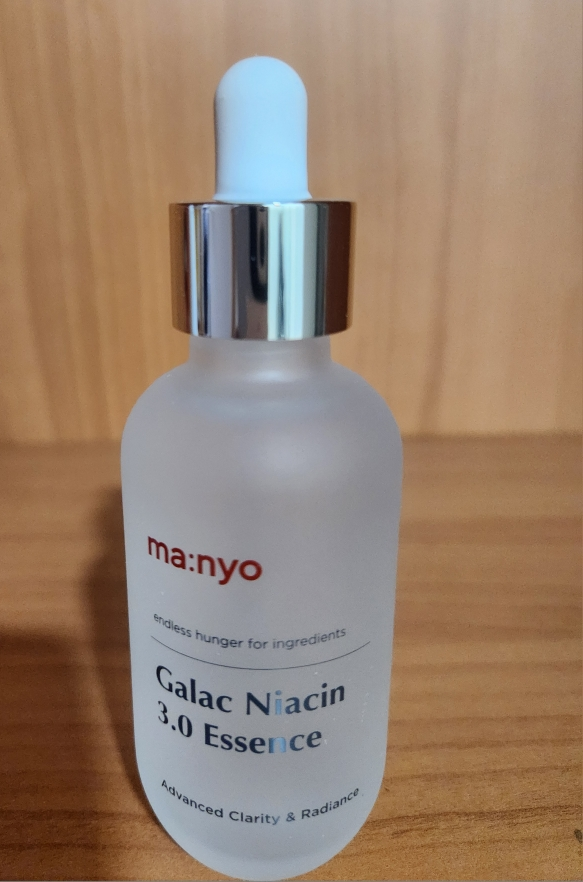 ma:nyo
endless hunger for ingredients
Galac Niacin
3.0 Essence
Advanced Clarity & Radiance